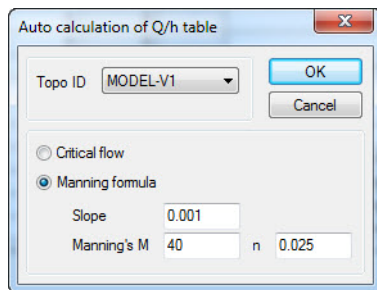 Auto calculation of Q/h table
Topo ID MODEL-V1 OK
Cancel
Critical flow
Manning formula
Slope 0.001
Manning's M 40 n 0.025